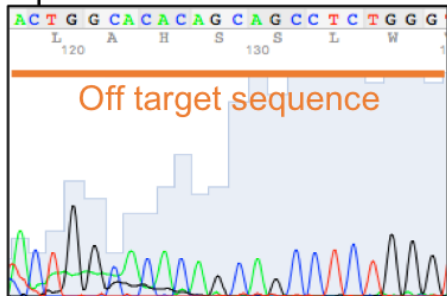 ACTGGCACACAGCAGCCTCTGGG
L A H S S L W
120 130
Off target sequence